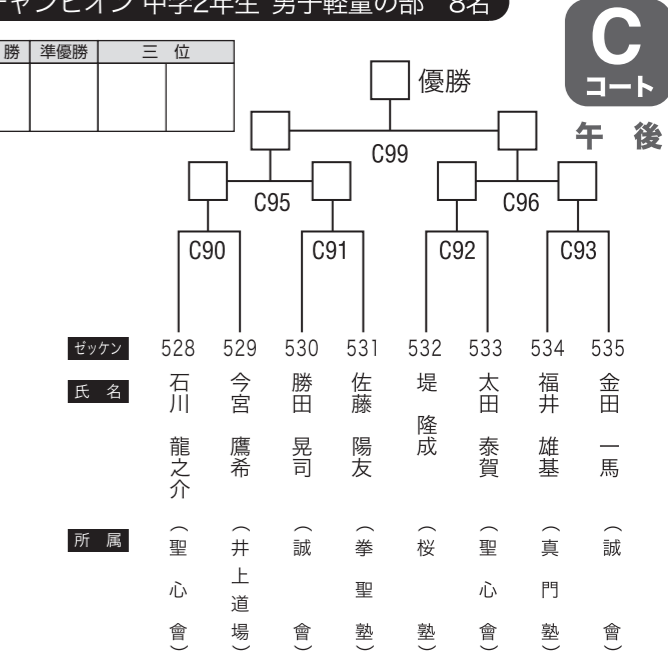 チャンピオン 中学2年生 男子軽量の部 8名
C
コート
午後
勝 準優勝 三位
優勝
C99
C95 C96
C90 C91 C92 C93
ゼッケン 528 529 530 531 532 533 534 535
氏名 石川 龍之介 今宮 鷹希 勝田 晃司 佐藤 陽友 堤 隆成 太田 泰賀 福井 雄基 金田 一馬
所属 (聖心會) (井上道場) (誠會) (拳聖塾) (桜塾) (聖心會) (真門塾) (誠會)